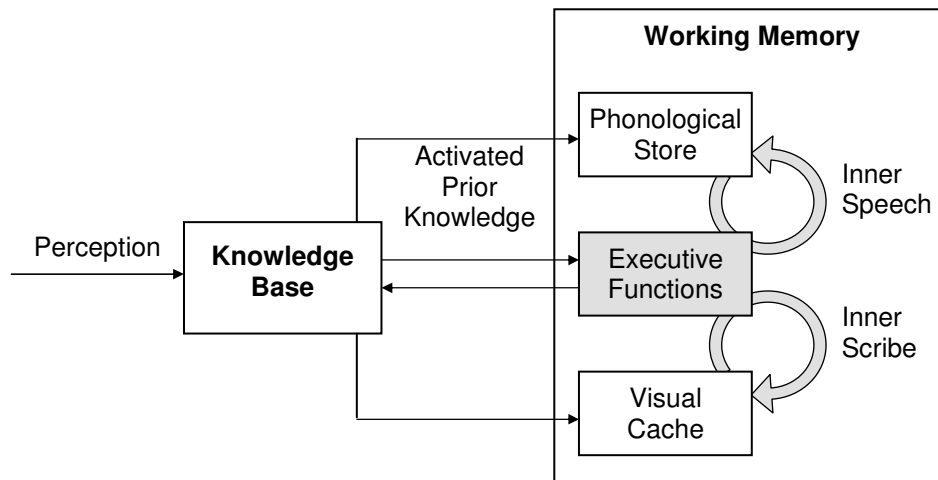 Working Memory
Phonological
Store
Activated
Prior
Knowledge
Inner
Speech
Perception
Knowledge
Base
Executive
Functions
Inner
Scribe
Visual
Cache